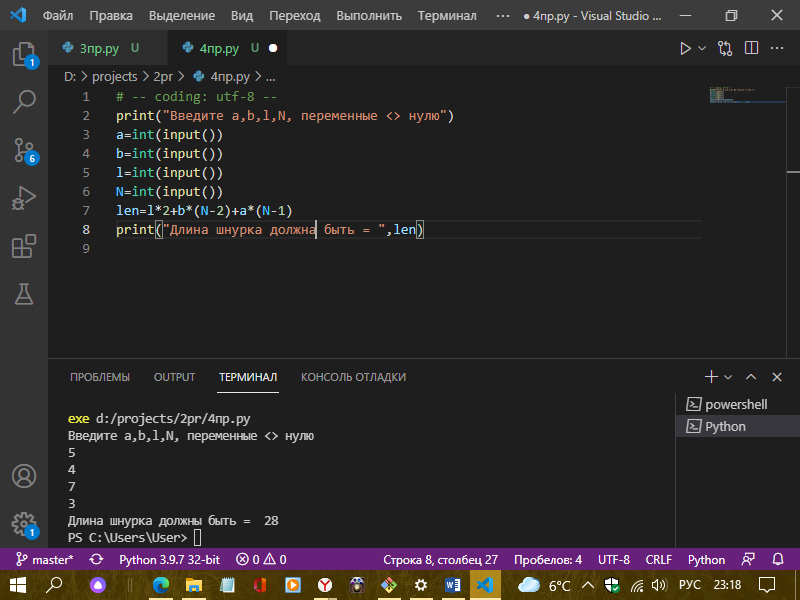 Файл Правка Выделение Вид Переход Выполнить Терминал ··· ● 4пр.py - Visual Studio ...
3пр.py U 4пр.py U ●
D: > projects > 2pr > 4пр.py > ...
1 # -- coding: utf-8 --
2 print("Введите a,b,l,N, переменные <> нулю")
3 a=int(input())
4 b=int(input())
5 l=int(input())
6 N=int(input())
7 len=l*2+b*(N-2)+a*(N-1)
8 print("Длина шнурка должна быть = ",len)
9
ПРОБЛЕМЫ OUTPUT ТЕРМИНАЛ КОНСОЛЬ ОТЛАДКИ
powershell
Python
exe d:/projects/2pr/4пр.py
Введите a,b,l,N, переменные <> нулю
5
4
7
3
Длина шнурка должны быть =  28
PS C:\Users\User>
1
6
1
master* Python 3.9.7 32-bit 0 0 Строка 8, столбец 27 Пробелов: 4 UTF-8 CRLF Python
6°C РУС 23:18